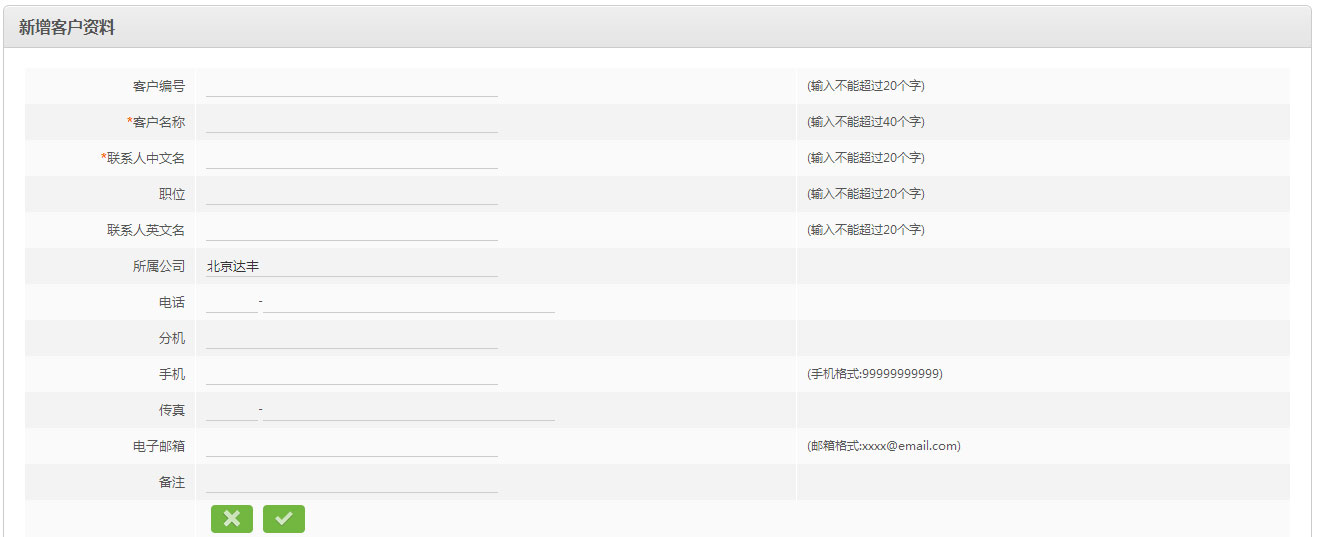 新增客户资料
客户编号 (输入不能超过20个字)
*客户名称 (输入不能超过40个字)
*联系人中文名 (输入不能超过20个字)
职位 (输入不能超过20个字)
联系人英文名 (输入不能超过20个字)
所属公司 北京达丰
电话 -
分机
手机 (手机格式:99999999999)
传真 -
电子邮箱 (邮箱格式:xxxx@email.com)
备注